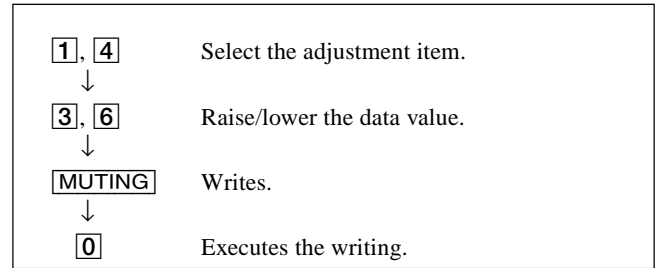 1, 4 Select the adjustment item.
↓
3, 6 Raise/lower the data value.
↓
MUTING Writes.
↓
0 Executes the writing.